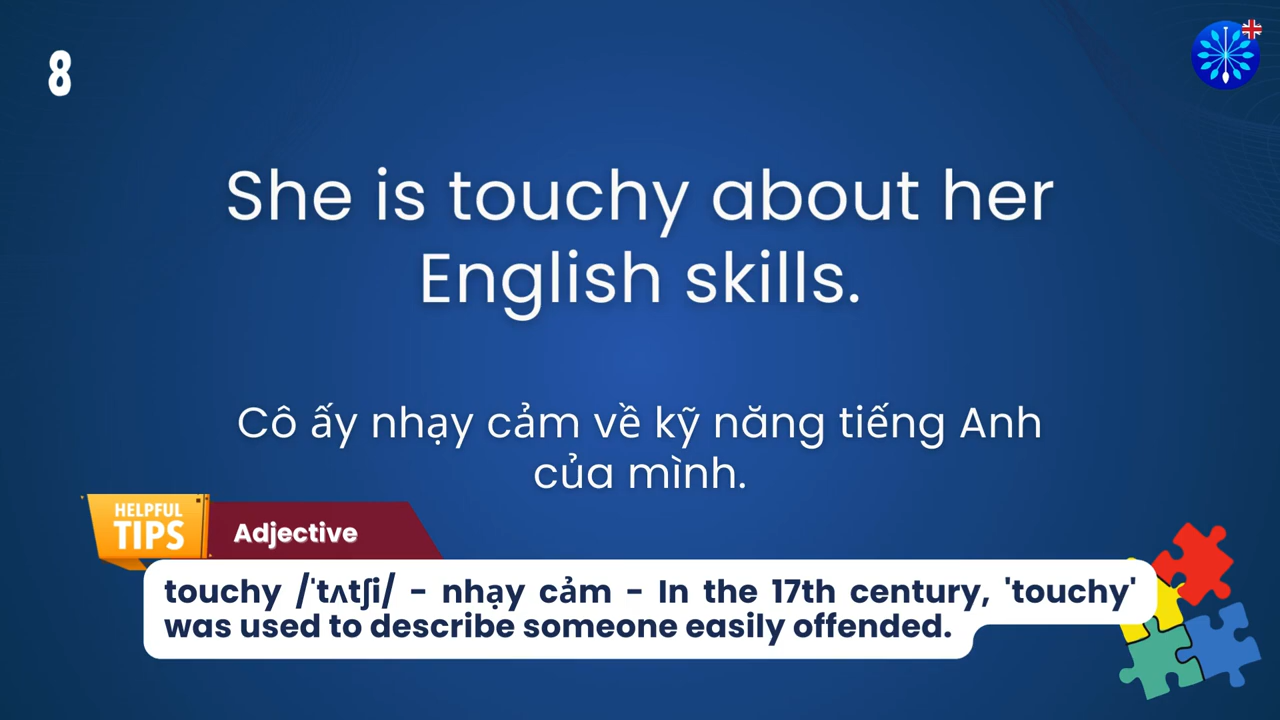 8
She is touchy about her
English skills.
Cô ấy nhạy cảm về kỹ năng tiếng Anh
của mình.
HELPFUL
TIPS
Adjective
touchy /ˈtʌtʃi/ - nhạy cảm - In the 17th century, 'touchy'
was used to describe someone easily offended.